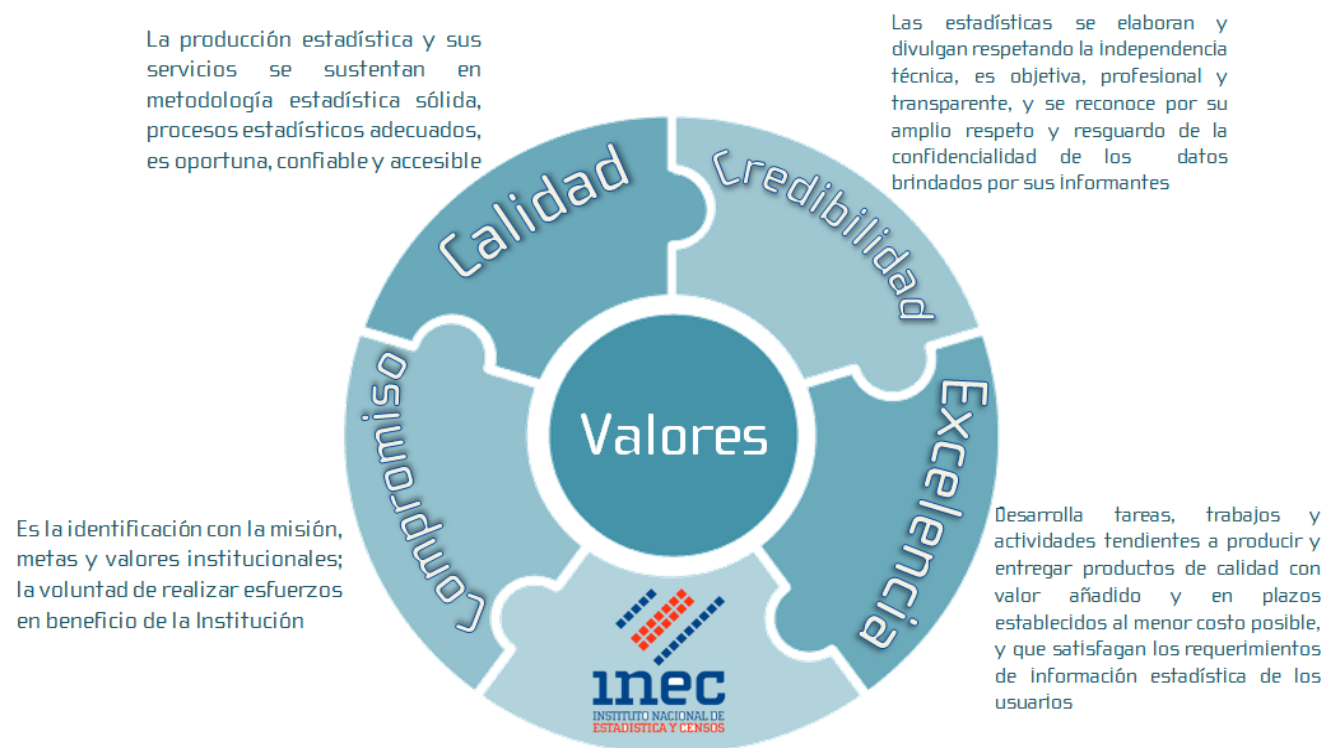 La producción estadística y sus
servicios se sustentan en
metodología estadística sólida,
procesos estadísticos adecuados,
es oportuna, confiable y accesible
Las estadísticas se elaboran y
divulgan respetando la independencia
técnica, es objetiva, profesional y
transparente, y se reconoce por su
amplio respeto y resguardo de la
confidencialidad de los datos
brindados por sus informantes
Calidad
Credibilidad
Compromiso
Valores
Excelencia
Es la identificación con la misión,
metas y valores institucionales;
la voluntad de realizar esfuerzos
en beneficio de la Institución
Desarrolla tareas, trabajos y
actividades tendientes a producir y
entregar productos de calidad con
valor añadido y en plazos
establecidos al menor costo posible,
y que satisfagan los requerimientos
de información estadística de los
usuarios
inec
INSTITUTO NACIONAL DE
ESTADÍSTICA Y CENSOS